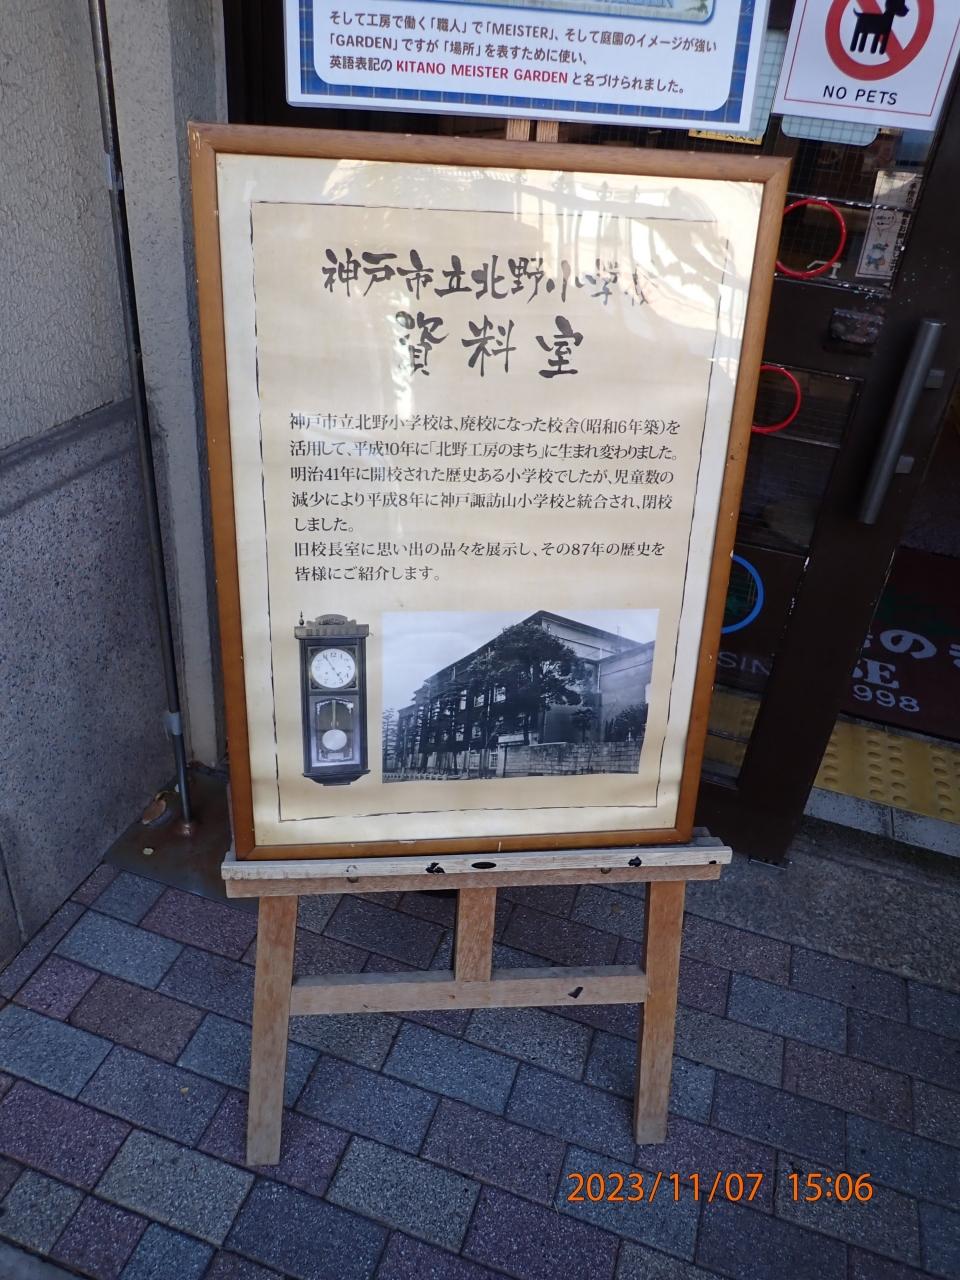 そして工房で働く「職人」で「MEISTER」、そして庭園のイメージが強い
「GARDEN」ですが「場所」を表すために使い、
英語表記の KITANO MEISTER GARDEN と名づけられました。
NO PETS
神戸市立北野小学校
資料室
神戸市立北野小学校は、廃校になった校舎(昭和6年築)を
活用して、平成10年に「北野工房のまち」に生まれ変わりました。
明治41年に開校された歴史ある小学校でしたが、児童数の
減少により平成8年に神戸諏訪山小学校と統合され、閉校
しました。
旧校長室に思い出の品々を展示し、その87年の歴史を
皆様にご紹介します。
の
SIN
SE
998
2023/11/07 15:06